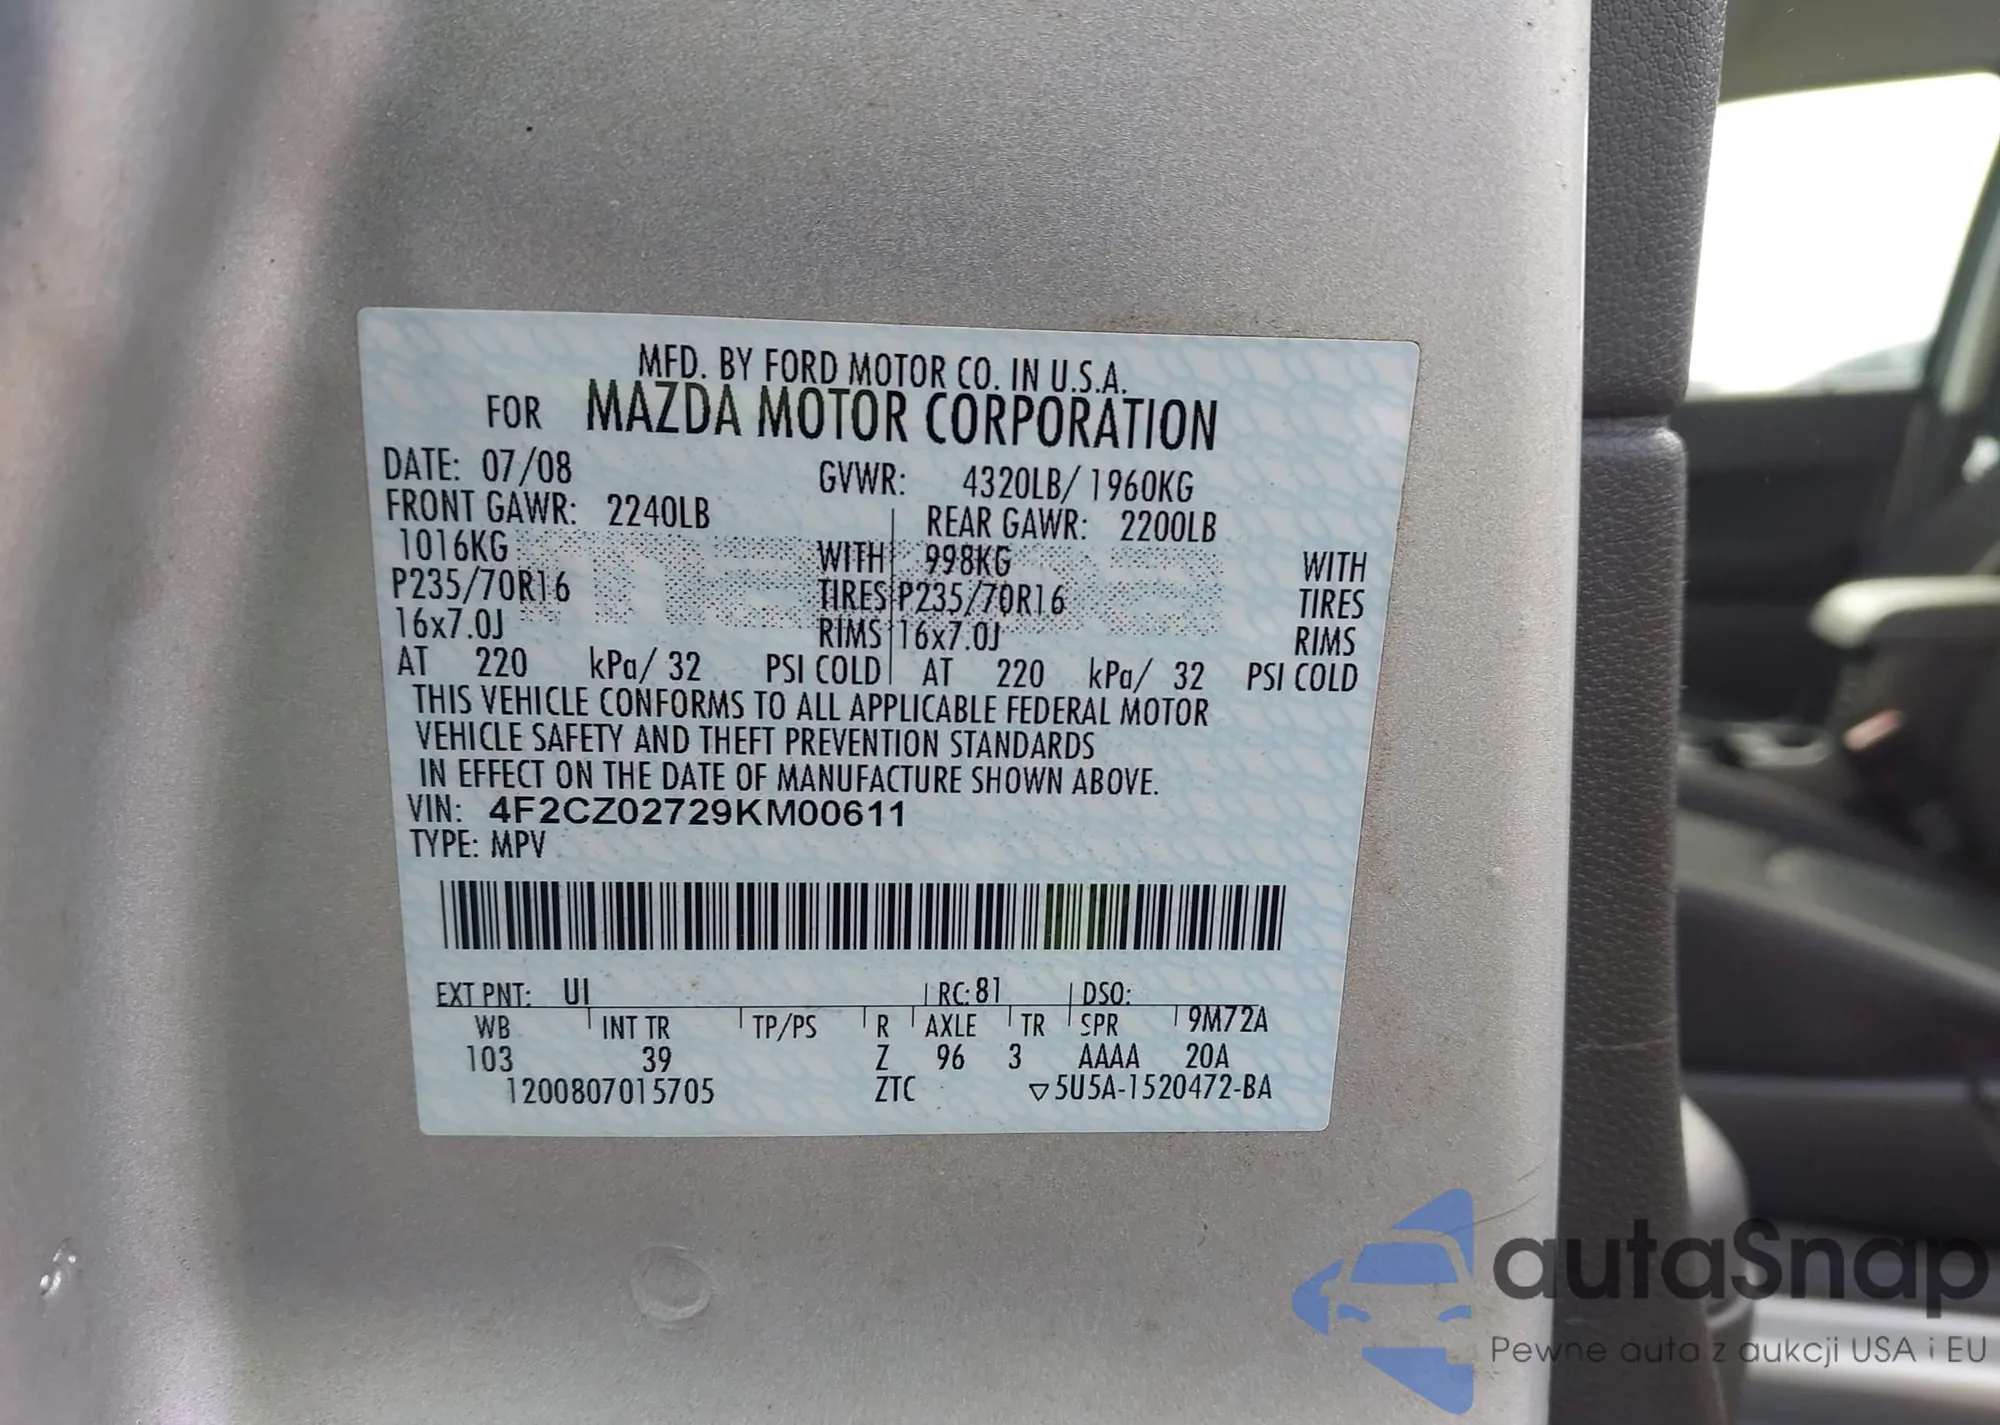 MFD. BY FORD MOTOR CO. IN U.S.A.
FOR MAZDA MOTOR CORPORATION
DATE: 07/08 GVWR: 4320LB/ 1960KG
FRONT GAWR: 2240LB REAR GAWR: 2200LB
1016KG WITH 998KG WITH
P235/70R16 TIRES P235/70R16 TIRES
16x7.0J RIMS 16x7.0J RIMS
AT 220 kPa/ 32 PSI COLD AT 220 kPa/ 32 PSI COLD
THIS VEHICLE CONFORMS TO ALL APPLICABLE FEDERAL MOTOR
VEHICLE SAFETY AND THEFT PREVENTION STANDARDS
IN EFFECT ON THE DATE OF MANUFACTURE SHOWN ABOVE.
VIN: 4F2CZ02729KM00611
TYPE: MPV
EXT PNT: UI RC: 81 DSO:
WB INT TR TP/PS R AXLE TR SPR 9M72A
103 39 Z 96 3 AAAA 20A
1200807015705 ZTC ▽5U5A-1520472-BA
autaSnap
Pewne auta z aukcji USA i EU